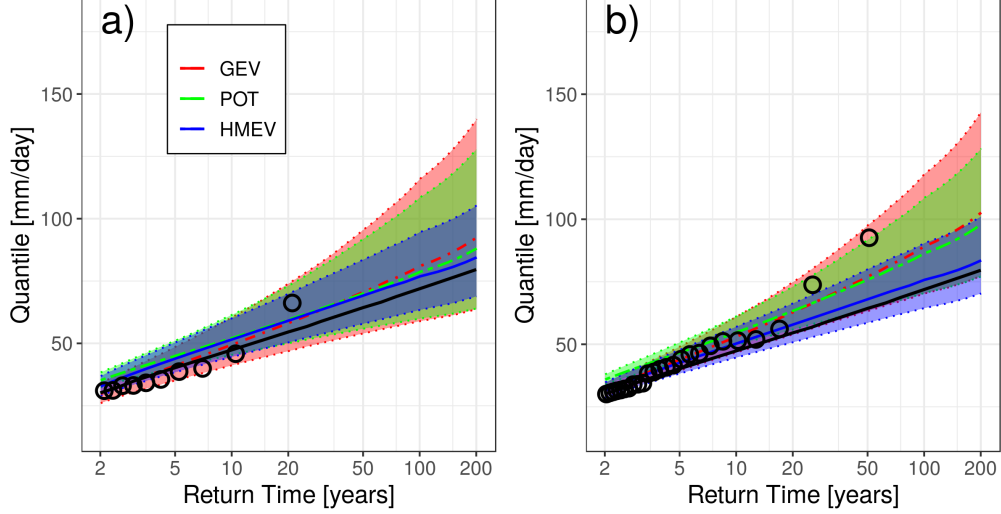 a)
GEV
POT
HMEV
150
100
50
Quantile [mm/day]
2 5 10 20 50 100 200
Return Time [years]
b)
150
100
50
Quantile [mm/day]
2 5 10 20 50 100 200
Return Time [years]